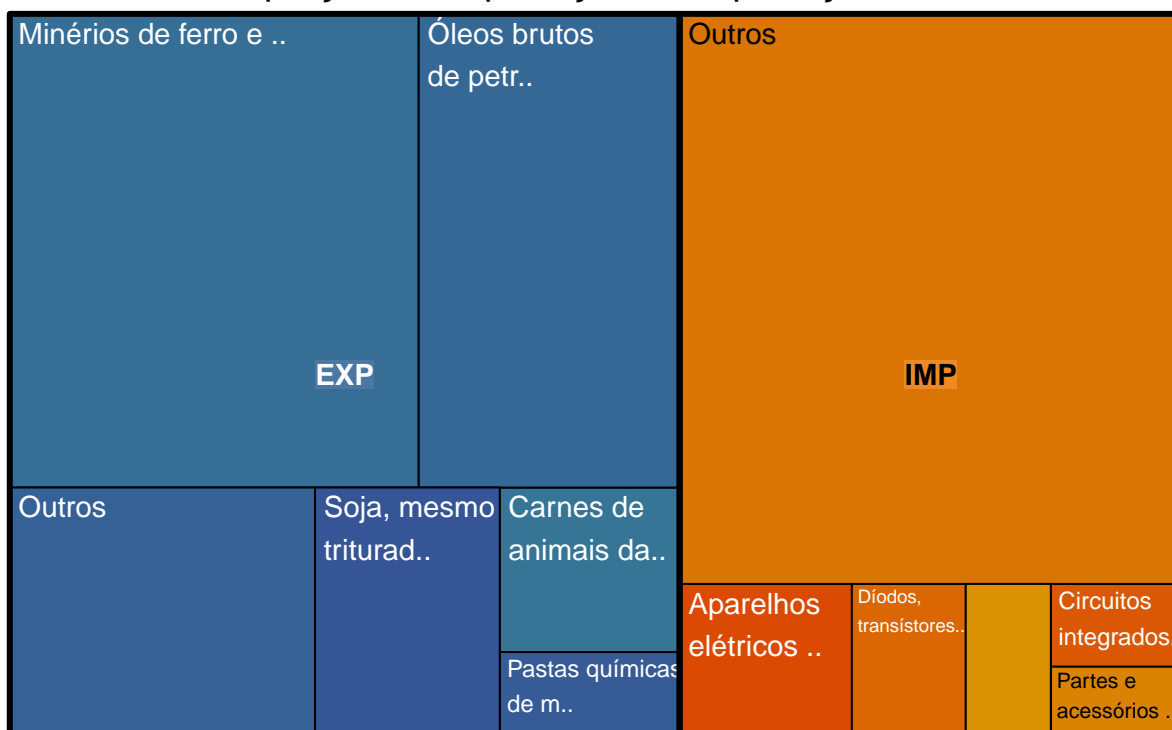 Minérios de ferro e ..
Óleos brutos
de petr..
EXP
Outros
Soja, mesmo
triturad..
Carnes de
animais da..
Pastas químicas
de m..
Outros
IMP
Aparelhos
elétricos ..
Díodos,
transístores..
Circuitos
integrados.
Partes e
acessórios ..